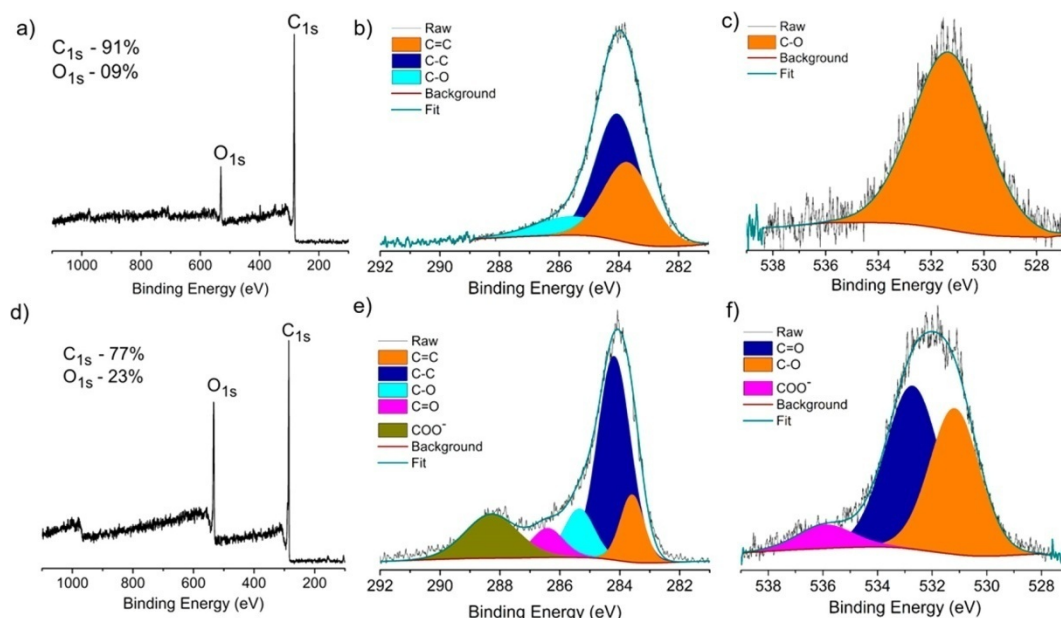 a)
C1s - 91%
O1s - 09%
C1s
O1s
1000 800 600 400 200
Binding Energy (eV)
b)
Raw
C=C
C-C
C-O
Background
Fit
292 290 288 286 284 282
Binding Energy (eV)
c)
Raw
C-O
Background
Fit
538 536 534 532 530 528
Binding Energy (eV)
d)
C1s - 77%
O1s - 23%
C1s
O1s
1000 800 600 400 200
Binding Energy (eV)
e)
Raw
C=C
C-C
C-O
C=O
COO-
Background
Fit
292 290 288 286 284 282
Binding Energy (eV)
f)
Raw
C=O
C-O
COO-
Background
Fit
538 536 534 532 530 528
Binding Energy (eV)